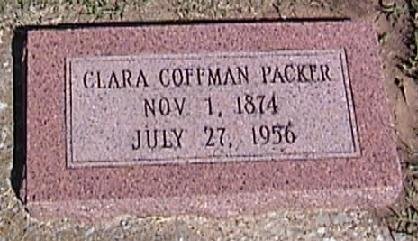 CLARA COFFMAN PACKER
NOV 1, 1874
JULY 27, 1956